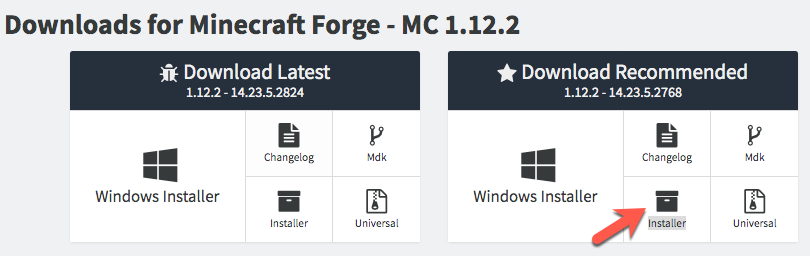 Downloads for Minecraft Forge - MC 1.12.2
Download Latest
1.12.2 - 14.23.5.2824
Windows Installer
Changelog
Mdk
Installer
Universal
Download Recommended
1.12.2 - 14.23.5.2768
Windows Installer
Changelog
Mdk
Installer
Universal